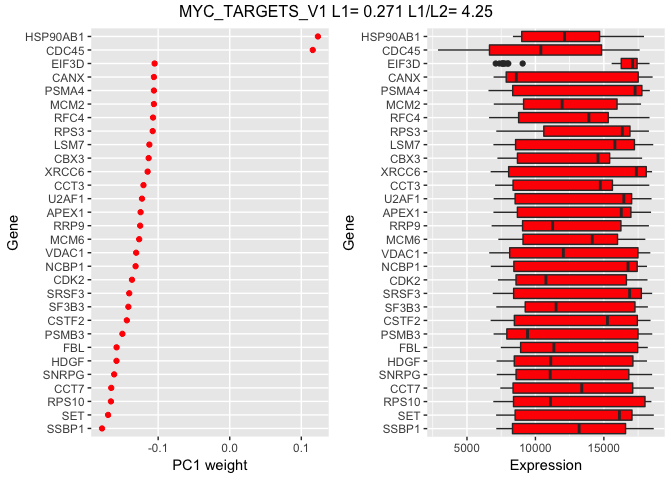 MYC_TARGETS_V1 L1= 0.271 L1/L2= 4.25
Gene
HSP90AB1
CDC45
EIF3D
CANX
PSMA4
MCM2
RFC4
RPS3
LSM7
CBX3
XRCC6
CCT3
U2AF1
APEX1
RRP9
MCM6
VDAC1
NCBP1
CDK2
SRSF3
SF3B3
CSTF2
PSMB3
FBL
HDGF
SNRPG
CCT7
RPS10
SET
SSBP1
-0.1 0.0 0.1
PC1 weight
Gene
HSP90AB1
CDC45
EIF3D
CANX
PSMA4
MCM2
RFC4
RPS3
LSM7
CBX3
XRCC6
CCT3
U2AF1
APEX1
RRP9
MCM6
VDAC1
NCBP1
CDK2
SRSF3
SF3B3
CSTF2
PSMB3
FBL
HDGF
SNRPG
CCT7
RPS10
SET
SSBP1
5000 10000 15000
Expression